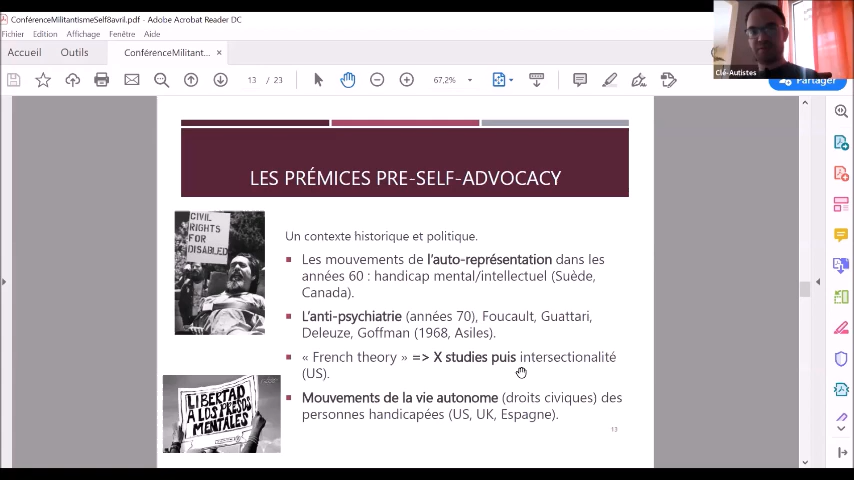 ConférenceMilitantismeSelf8avril.pdf - Adobe Acrobat Reader DC
Fichier Edition Affichage Fenêtre Aide
Accueil Outils ConférenceMilitant... ×
13 / 23 67,2%
Clé-Autistes
Partager
LES PRÉMICES PRE-SELF-ADVOCACY
CIVIL
RIGHTS
FOR
DISABLED
Un contexte historique et politique.
Les mouvements de l'auto-représentation dans les
années 60 : handicap mental/intellectuel (Suède,
Canada).
L'anti-psychiatrie (années 70), Foucault, Guattari,
Deleuze, Goffman (1968, Asiles).
« French theory » => X studies puis intersectionalité
(US).
LIBERTAD
A LOS PRESOS
MENTALES
Mouvements de la vie autonome (droits civiques) des
personnes handicapées (US, UK, Espagne).
13